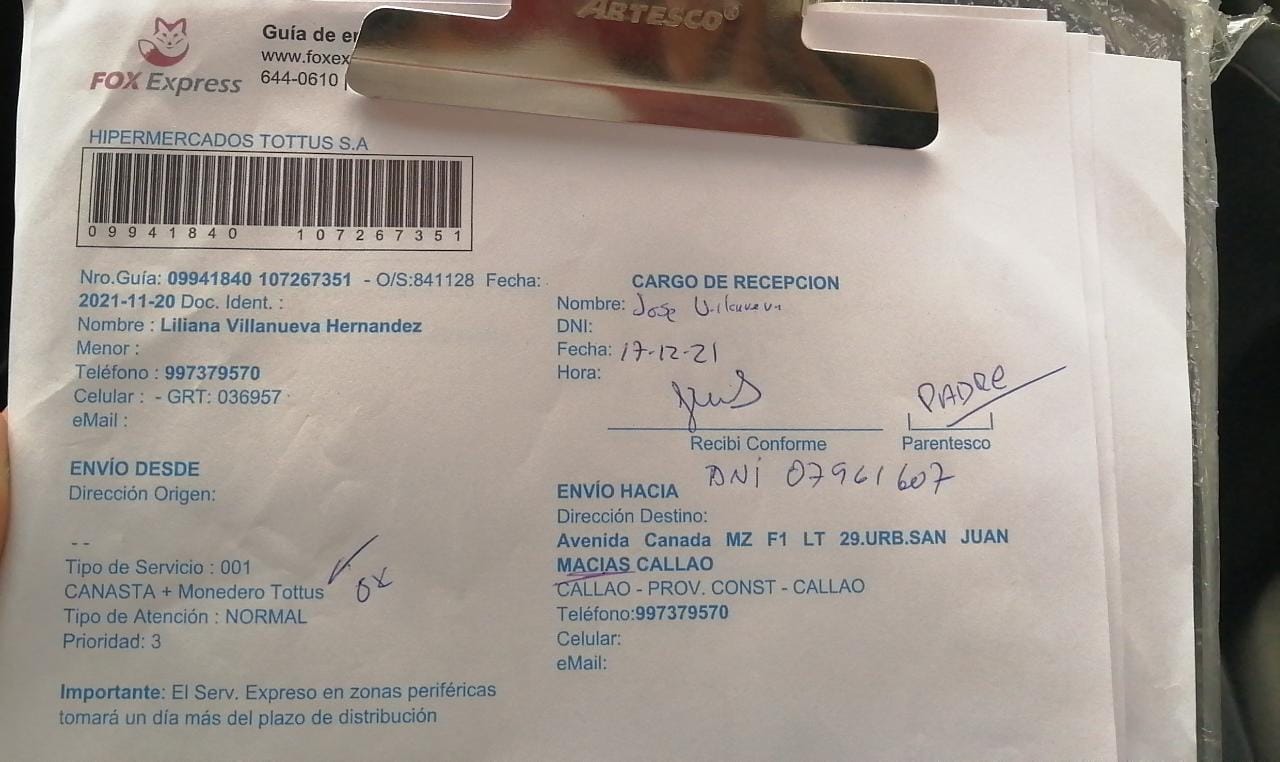 ARTESCO®
FOX Express
Guía de
www.foxex
644-0610
HIPERMERCADOS TOTTUS S.A
09941840 107267351
Nro.Guía: 09941840 107267351 - O/S:841128 Fecha:
2021-11-20 Doc. Ident. :
Nombre : Liliana Villanueva Hernandez
Menor :
Teléfono : 997379570
Celular : - GRT: 036957
eMail :
ENVÍO DESDE
Dirección Origen:
- -
Tipo de Servicio : 001
CANASTA + Monedero Tottus
OK
Tipo de Atención : NORMAL
Prioridad: 3
Importante: El Serv. Expreso en zonas periféricas
tomará un día más del plazo de distribución
CARGO DE RECEPCION
Nombre: Jose Villanueva
DNI:
Fecha: 17-12-21
Hora:
PADRE
Recibi Conforme Parentesco
DNI 07961607
ENVÍO HACIA
Dirección Destino:
Avenida Canada MZ F1 LT 29.URB.SAN JUAN
MACIAS CALLAO
CALLAO - PROV. CONST - CALLAO
Teléfono:997379570
Celular:
eMail: